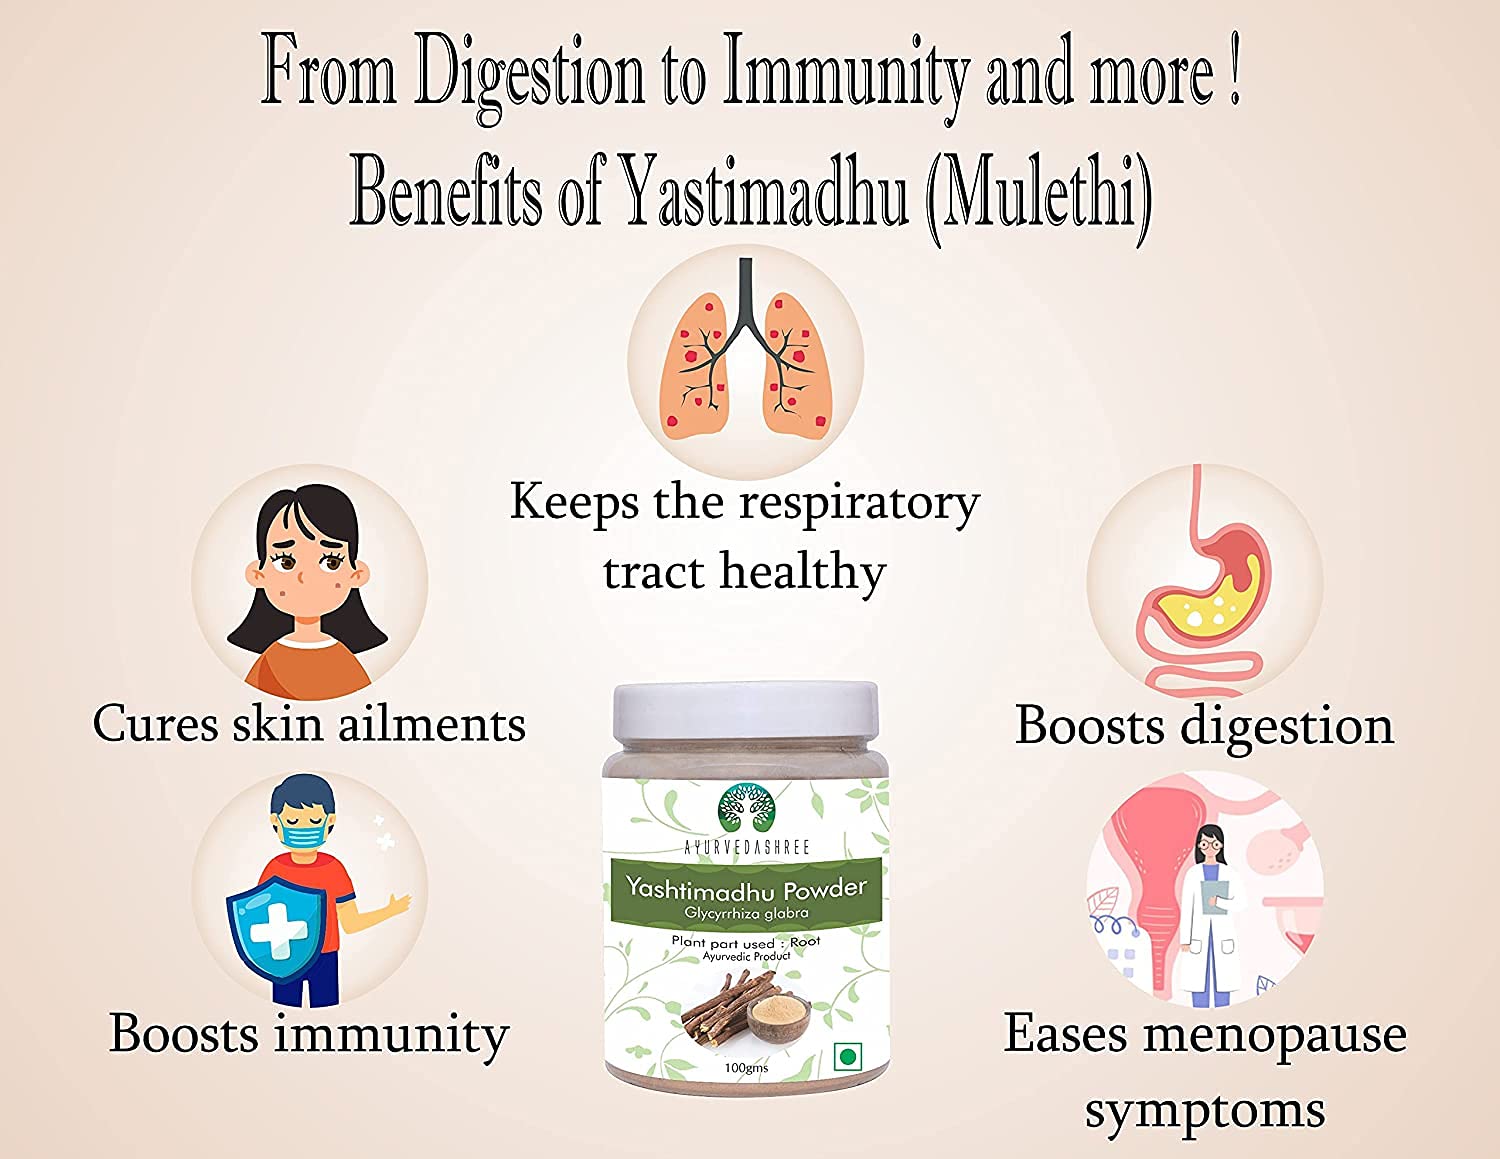 From Digestion to Immunity and more !
Benefits of Yastimadhu (Mulethi)
Keeps the respiratory
tract healthy
Cures skin ailments
Boosts digestion
AYURVEDASHREE
Yashtimadhu Powder
Glycyrrhiza glabra
Plant part used : Root
Ayurvedic Product
100gms
Boosts immunity
Eases menopause
symptoms